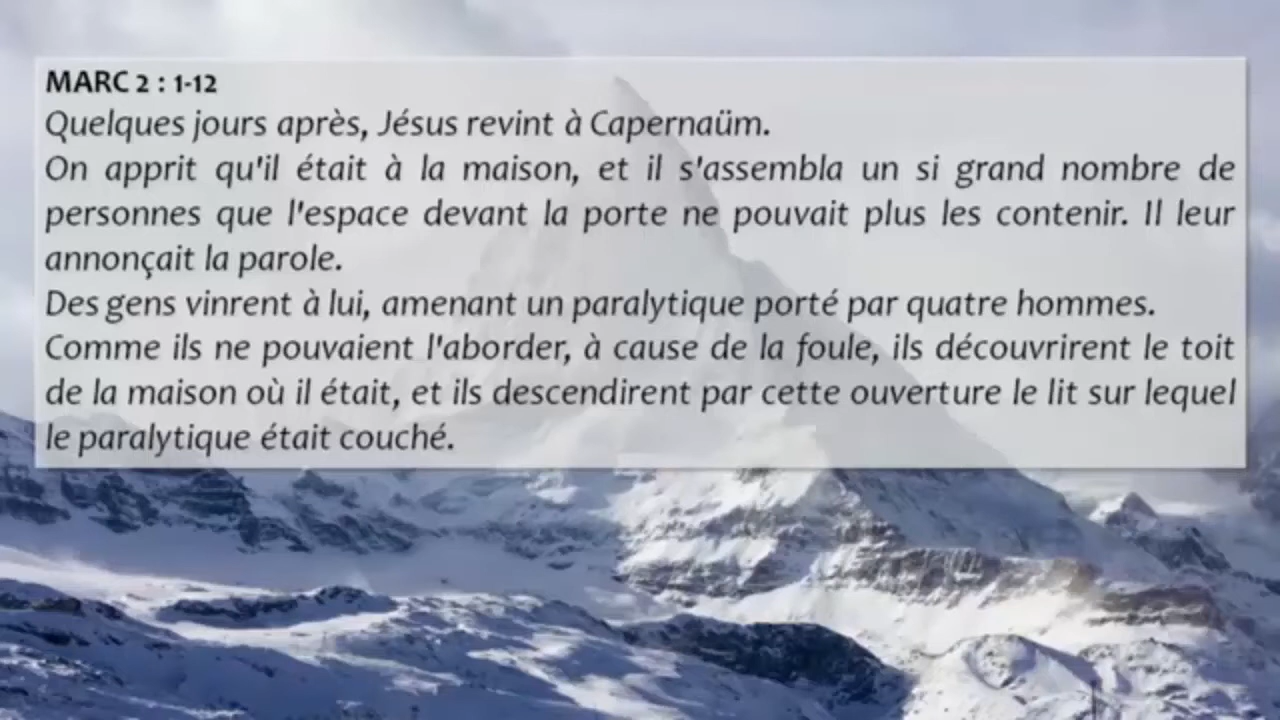 MARC 2 : 1-12
Quelques jours après, Jésus revint à Capernaüm.
On apprit qu'il était à la maison, et il s'assembla un si grand nombre de
personnes que l'espace devant la porte ne pouvait plus les contenir. Il leur
annonçait la parole.
Des gens vinrent à lui, amenant un paralytique porté par quatre hommes.
Comme ils ne pouvaient l'aborder, à cause de la foule, ils découvrirent le toit
de la maison où il était, et ils descendirent par cette ouverture le lit sur lequel
le paralytique était couché.